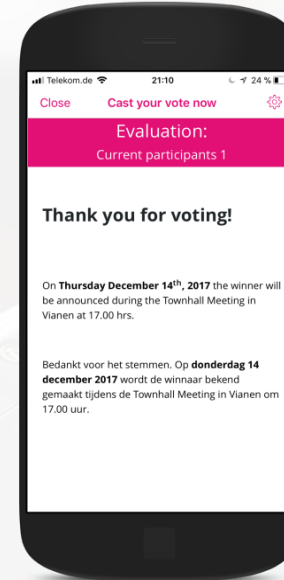 Telekom.de 21:10 24 %
Close Cast your vote now
Evaluation:
Current participants 1
Thank you for voting!
On Thursday December 14th, 2017 the winner will
be announced during the Townhall Meeting in
Vianen at 17.00 hrs.
Bedankt voor het stemmen. Op donderdag 14
december 2017 wordt de winnaar bekend
gemaakt tijdens de Townhall Meeting in Vianen om
17.00 uur.